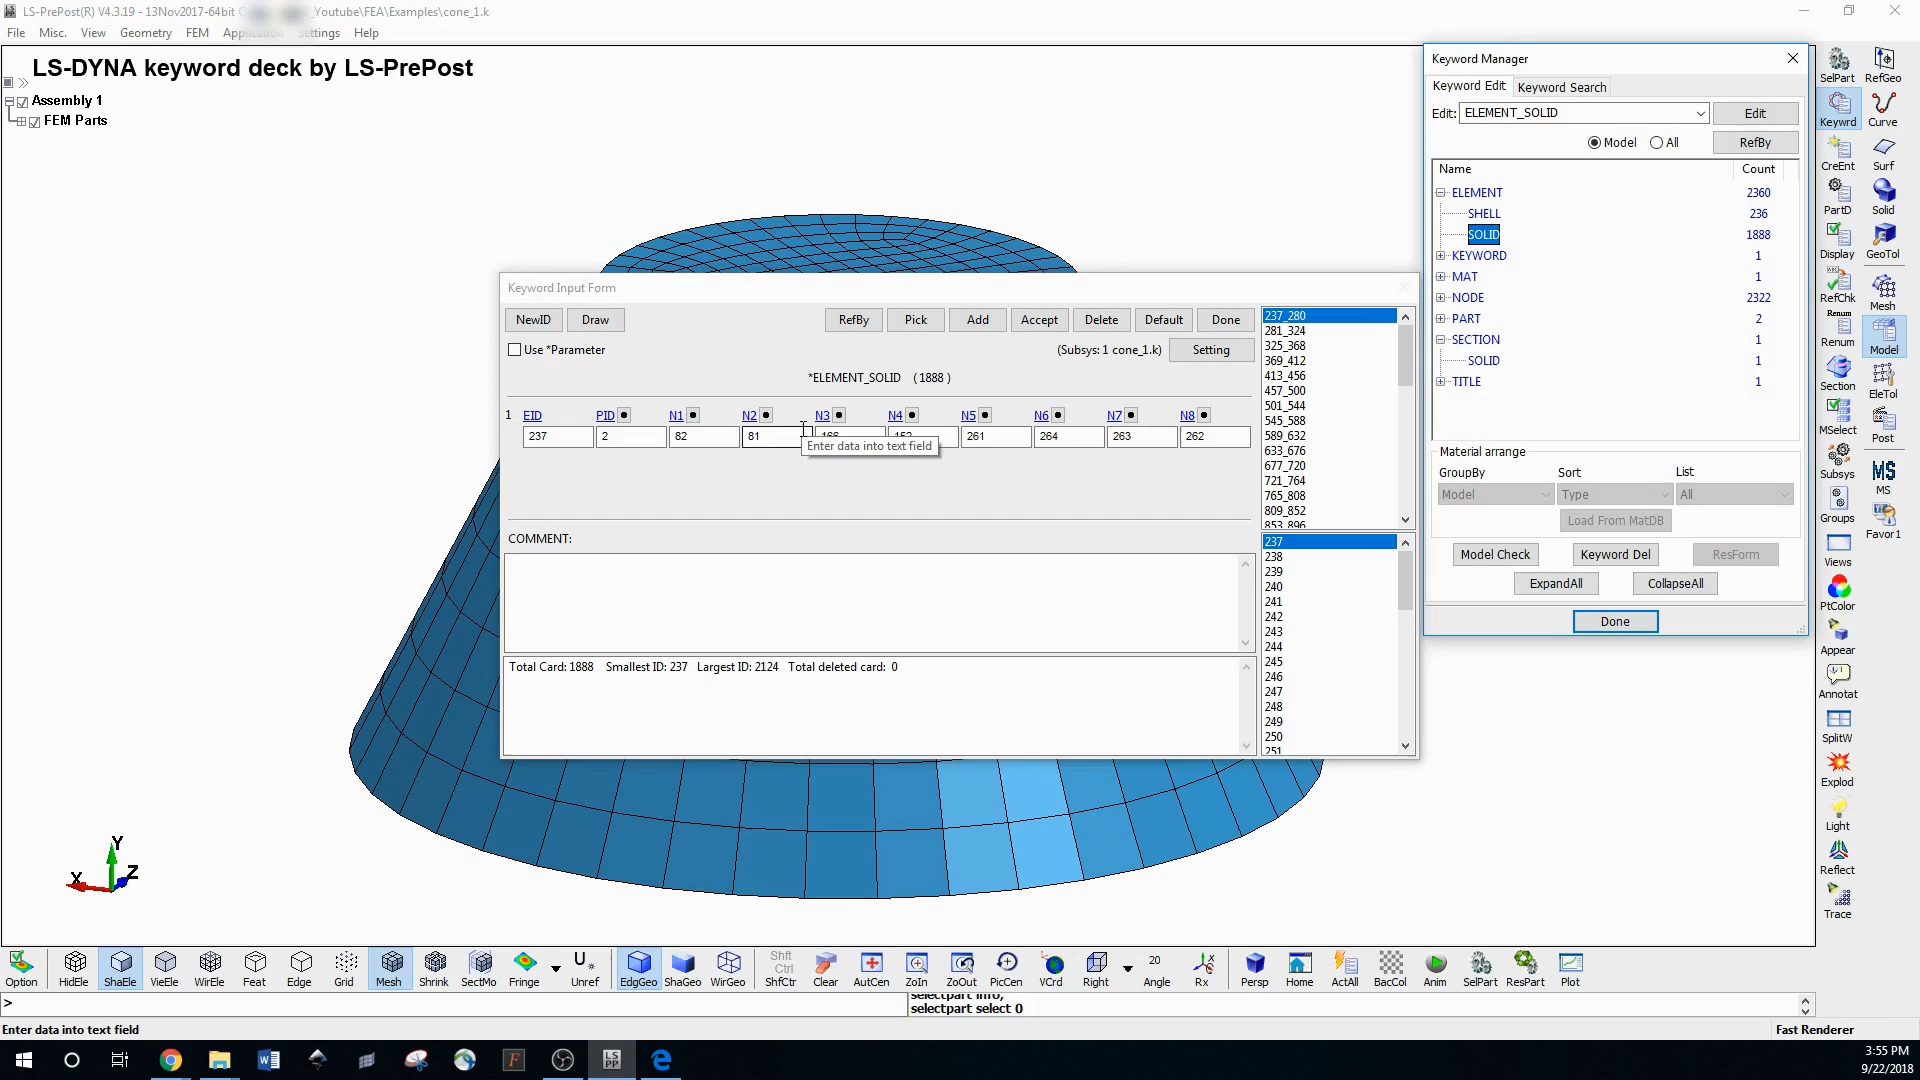 LS-PrePost(R) V4.3.19 - 13Nov2017-64bit
_Youtube\FEA\Examples\cone_1.k
File Misc. View Geometry FEM Settings Help
LS-DYNA keyword deck by LS-PrePost
Assembly 1
FEM Parts
Keyword Input Form
NewID Draw RefBy Pick Add Accept Delete Default Done
Use *Parameter (Subsys: 1 cone_1.k) Setting
*ELEMENT_SOLID (1888)
1 EID PID N1 N2 N3 N4 N5 N6 N7 N8
237 2 82 81 261 264 263 262
Enter data into text field
COMMENT:
Total Card: 1888 Smallest ID: 237 Largest ID: 2124 Total deleted card: 0
237_280
281_324
325_368
369_412
413_456
457_500
501_544
545_588
589_632
633_676
677_720
721_764
765_808
809_852
853_896
237
238
239
240
241
242
243
244
245
246
247
248
249
250
251
Keyword Manager
Keyword Edit Keyword Search
Edit: ELEMENT_SOLID Edit
Model All RefBy
Name Count
ELEMENT 2360
SHELL 236
SOLID 1888
KEYWORD 1
MAT 1
NODE 2322
PART 2
SECTION 1
SOLID 1
TITLE 1
Material arrange
GroupBy Sort List
Model Type All
Load From MatDB
Model Check Keyword Del ResForm
ExpandAll CollapseAll
Done
SelPart RefGeo
Keywrd Curve
CreEnt Surf
PartD Solid
Display GeoTol
RefChk Mesh
Renum
Renum Model
Section EleTol
MSelect Post
Subsys MS
MS
Groups Favor1
Views
PtColor
Appear
Annotat
SplitW
Explod
Light
Reflect
Trace
Y
X Z
Option HidEle ShaEle VieEle WirEle Feat Edge Grid Mesh Shrink SectMo Fringe Unref EdgGeo ShaGeo WirGeo ShfCtr Clear AutCen ZoIn ZoOut PicCen VCrd Right Angle Rx Persp Home ActAll BacCol Anim SelPart ResPart Plot
Shft
Ctrl
Chr
20
>
selectpart info,
selectpart select 0
Enter data into text field Fast Renderer
3:55 PM
9/22/2018